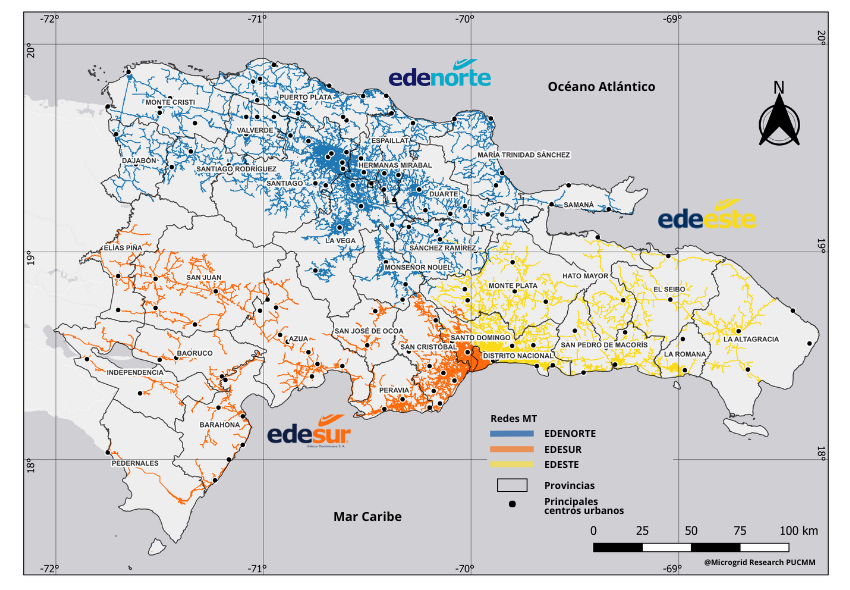 -72°
-71°
-70°
-69°
20°
20°
edenorte
Océano Atlántico
N
MONTE CRISTI
PUERTO PLATA
VALVERDE
ESPAILLAT
DAJABÓN
HERMANAS MIRABAL
MARÍA TRINIDAD SÁNCHEZ
SANTIAGO RODRÍGUEZ
SANTIAGO
DUARTE
SAMANÁ
edeeste
LA VEGA
SÁNCHEZ RAMÍREZ
ELÍAS PIÑA
19°
19°
MONSEÑOR NOUEL
SAN JUAN
HATO MAYOR
MONTE PLATA
EL SEIBO
SAN JOSÉ DE OCOA
AZUA
SANTO DOMINGO
LA ALTAGRACIA
SAN CRISTÓBAL
SAN PEDRO DE MACORÍS
BAORUCO
DISTRITO NACIONAL
LA ROMANA
INDEPENDENCIA
PERAVIA
BARAHONA
edesur
Redes MT
EDENORTE
EDESUR
EDESTE
PEDERNALES
18°
18°
Provincias
Principales
centros urbanos
Mar Caribe
0 25 50 75 100 km
@Microgrid Research PUCMM
-72°
-71°
-70°
-69°